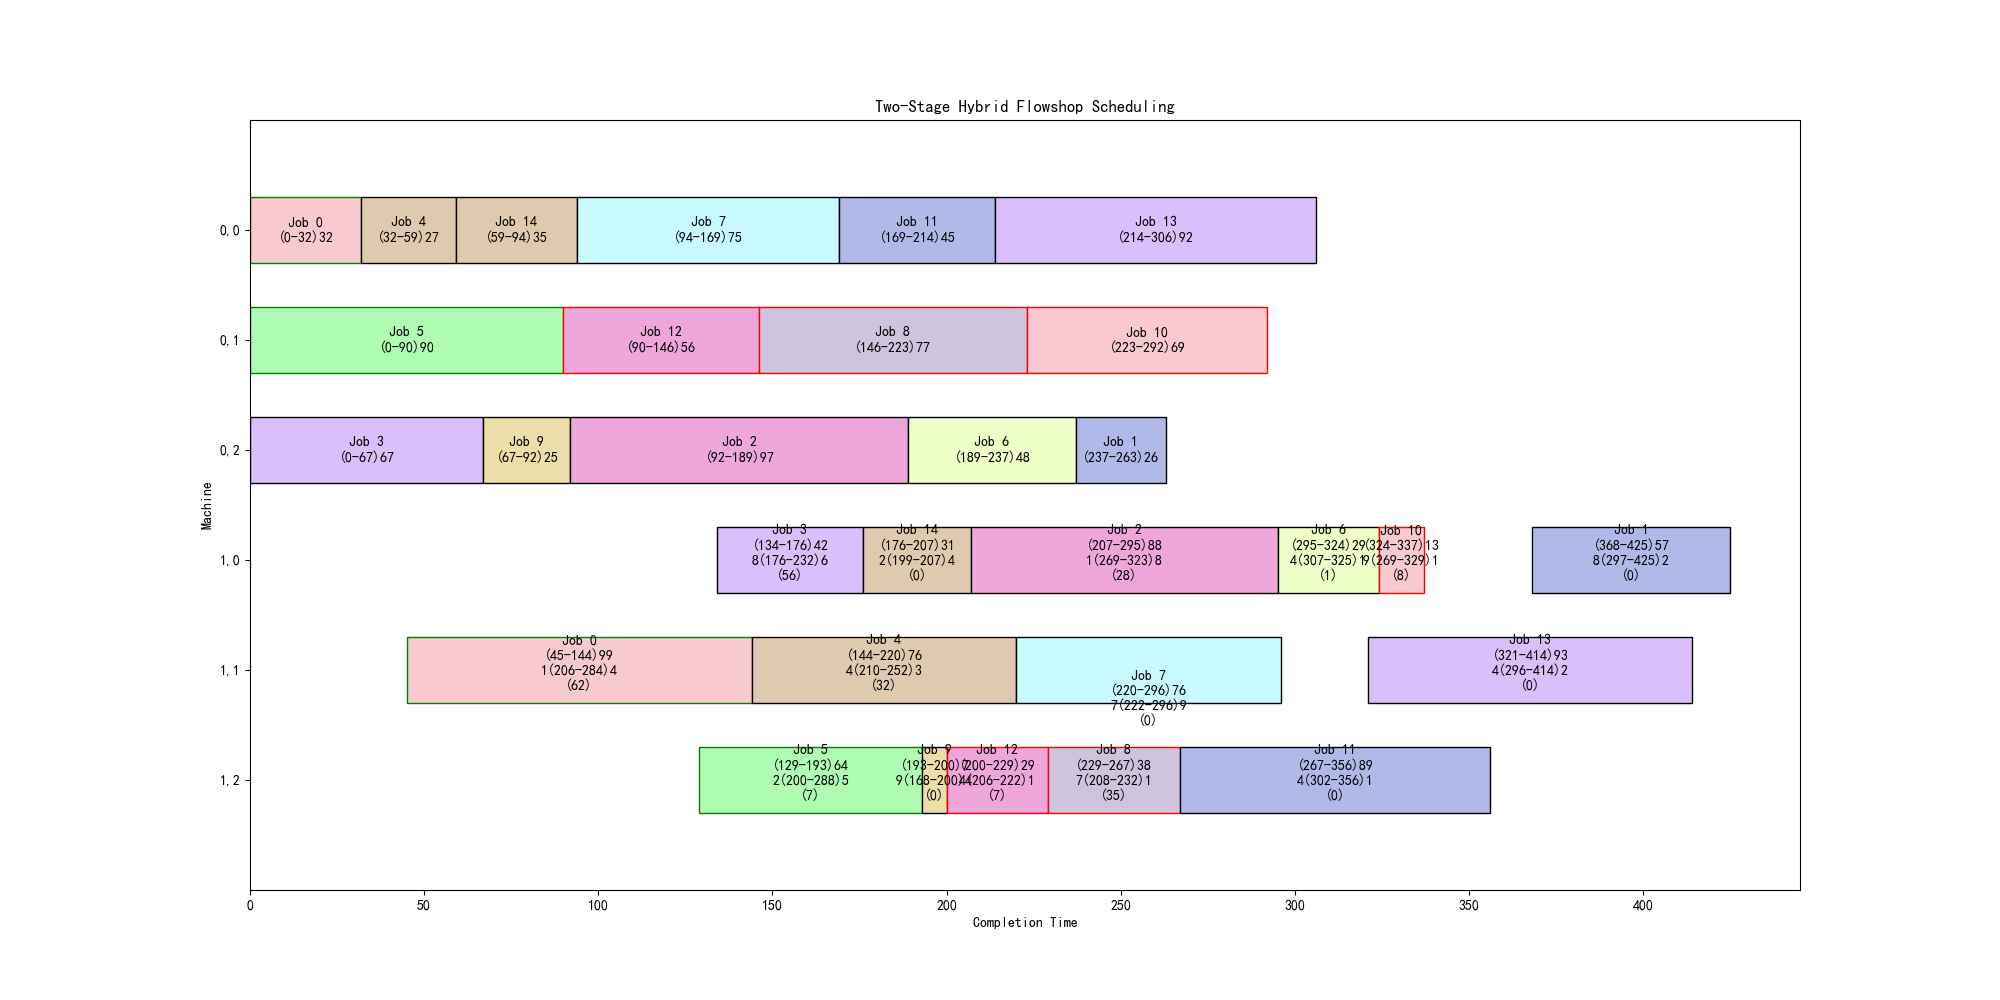 Two-Stage Hybrid Flowshop Scheduling
0,0
Job 0
(0-32)32
Job 4
(32-59)27
Job 14
(59-94)35
Job 7
(94-169)75
Job 11
(169-214)45
Job 13
(214-306)92
0,1
Job 5
(0-90)90
Job 12
(90-146)56
Job 8
(146-223)77
Job 10
(223-292)69
0,2
Job 3
(0-67)67
Job 9
(67-92)25
Job 2
(92-189)97
Job 6
(189-237)48
Job 1
(237-263)26
Machine
1,0
Job 3
(134-176)42
8(176-232)6
(56)
Job 14
(176-207)31
2(199-207)4
(0)
Job 2
(207-295)88
1(269-323)8
(28)
Job 6
(295-324)29
4(307-325)1
(1)
Job 10
(324-337)13
9(269-329)1
(8)
Job 1
(368-425)57
8(297-425)2
(0)
1,1
Job 0
(45-144)99
1(206-284)4
(62)
Job 4
(144-220)76
4(210-252)3
(32)
Job 7
(220-296)76
7(222-296)9
(0)
Job 13
(321-414)93
4(296-414)2
(0)
1,2
Job 5
(129-193)64
2(200-288)5
(7)
Job 9
(193-200)7
9(168-200)4
(0)
Job 12
(200-229)29
4(206-222)1
(7)
Job 8
(229-267)38
7(208-232)1
(35)
Job 11
(267-356)89
4(302-356)1
(0)
0
50
100
150
200
250
300
350
400
Completion Time